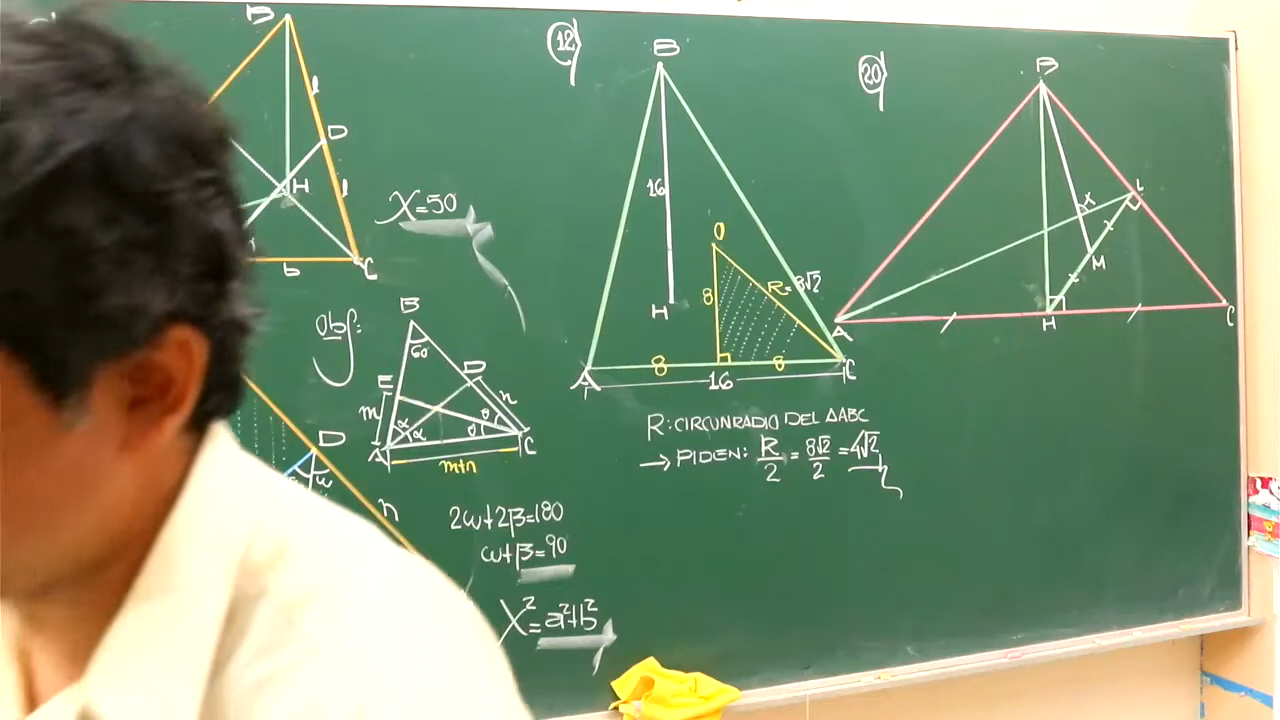 B
l
D
H
l
C
b
X=50
obs:
B
60
E
D
m
n
α
α
θ
θ
A
C
m+n
D
ω
n
2ω+2β=180
ω+β=90
X²=a²+b²
12)
B
16
H
O
8
R=8√2
A
8
8
C
16
R: CIRCUNRADIO DEL ΔABC
→ PIDEN: R/2 = 8√2/2 = 4√2
20)
B
L
x
M
A
H
C